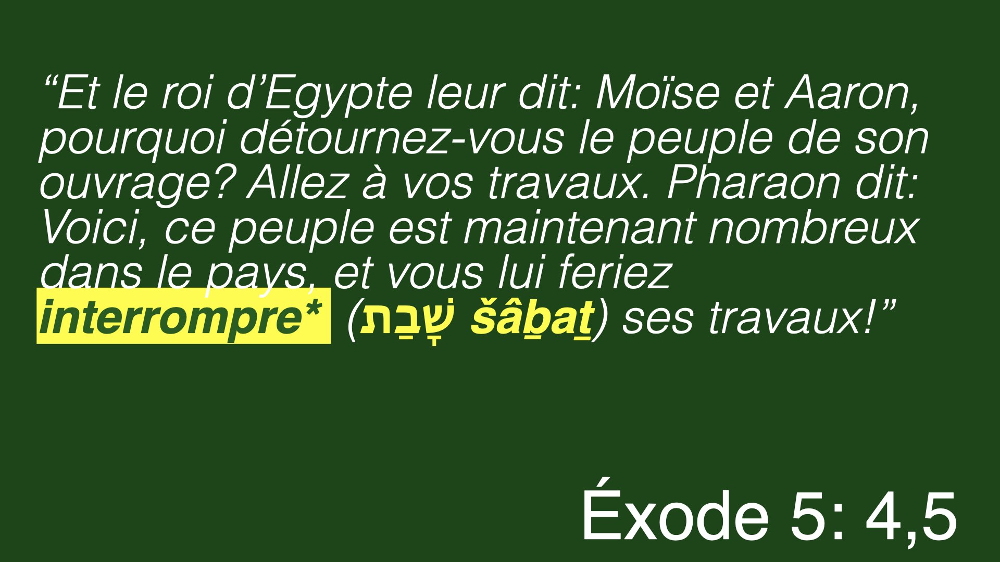 “Et le roi d’Egypte leur dit: Moïse et Aaron,
pourquoi détournez-vous le peuple de son
ouvrage? Allez à vos travaux. Pharaon dit:
Voici, ce peuple est maintenant nombreux
dans le pays, et vous lui feriez
interrompre* (שָׁבַת šâḇaṯ) ses travaux!”
Éxode 5: 4,5